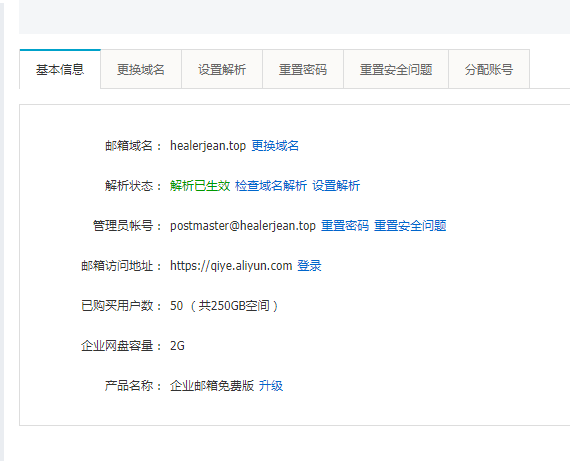 基本信息 更换域名 设置解析 重置密码 重置安全问题 分配账号
邮箱域名： healerjean.top 更换域名
解析状态： 解析已生效 检查域名解析 设置解析
管理员帐号： postmaster@healerjean.top 重置密码 重置安全问题
邮箱访问地址： https://qiye.aliyun.com 登录
已购买用户数： 50 （ 共250GB空间 ）
企业网盘容量： 2G
产品名称： 企业邮箱免费版 升级